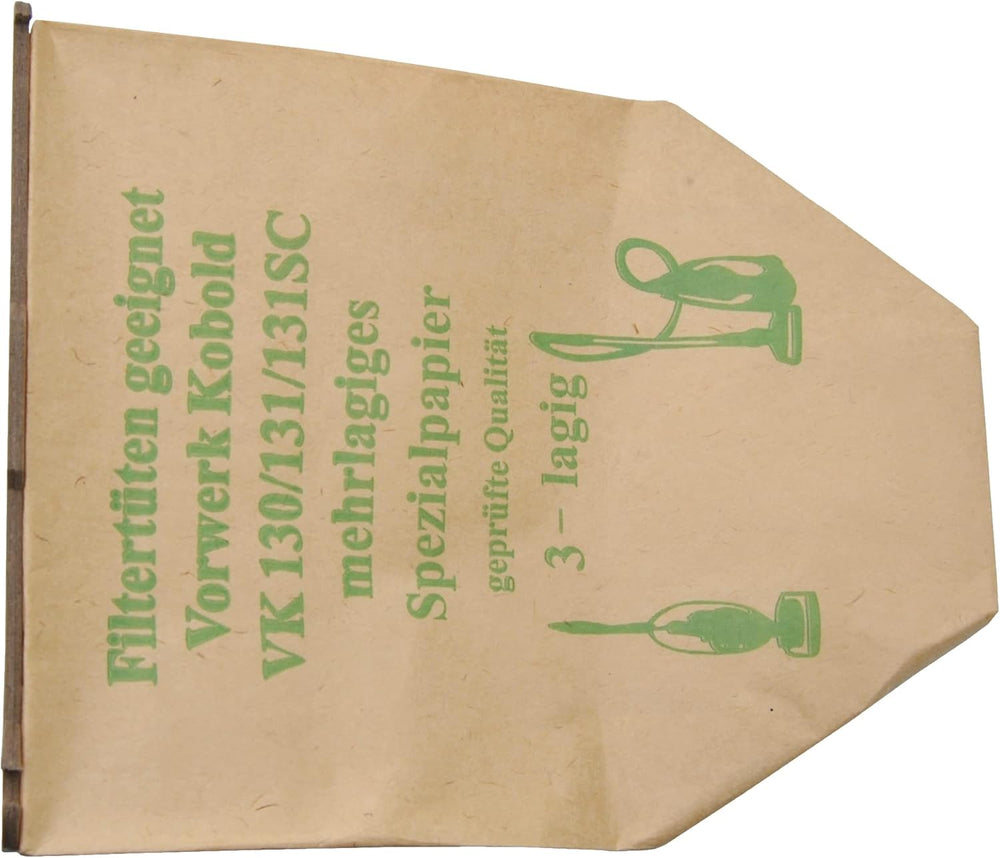 Filtertüten geeignet
Vorwerk Kobold
VK 130/131/131SC
mehrlagiges
Spezialpapier
geprüfte Qualität
3 – lagig